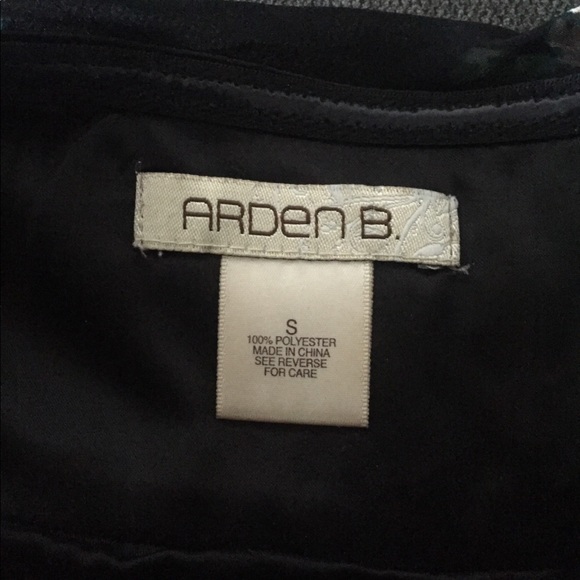 ARDen B.
S
100% POLYESTER
MADE IN CHINA
SEE REVERSE
FOR CARE